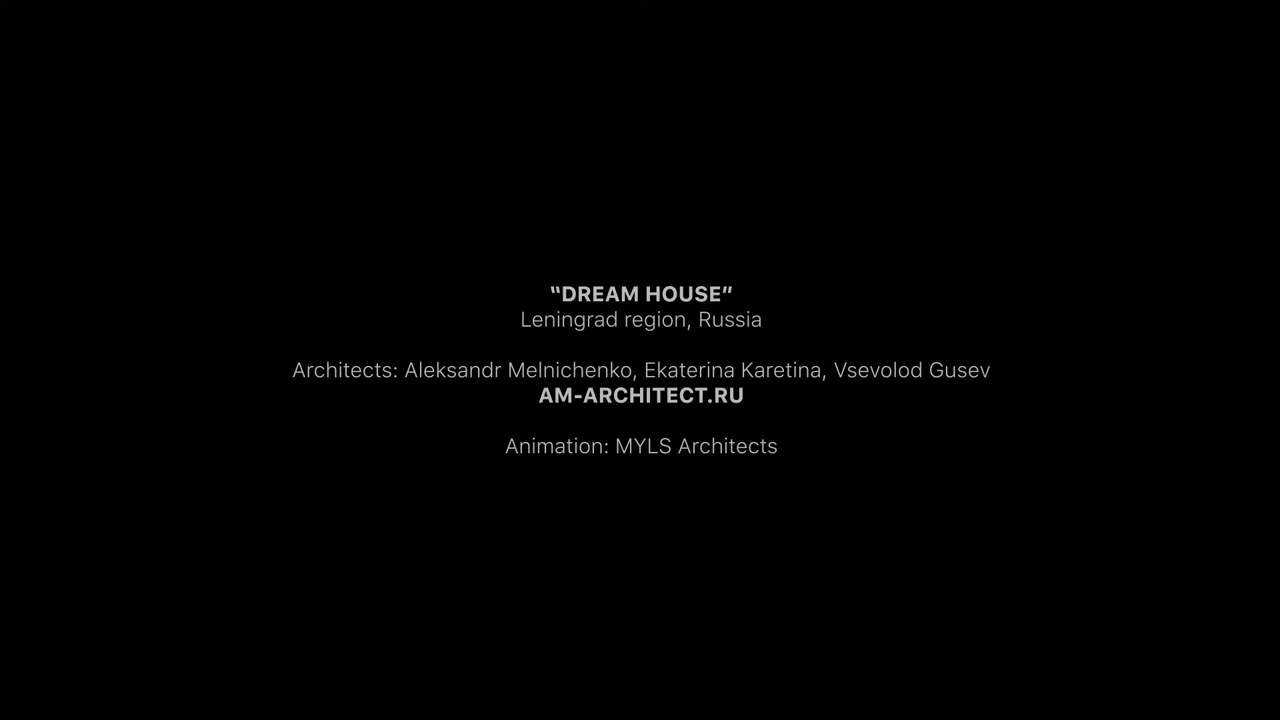 “DREAM HOUSE”
Leningrad region, Russia
Architects: Aleksandr Melnichenko, Ekaterina Karetina, Vsevolod Gusev
AM-ARCHITECT.RU
Animation: MYLS Architects